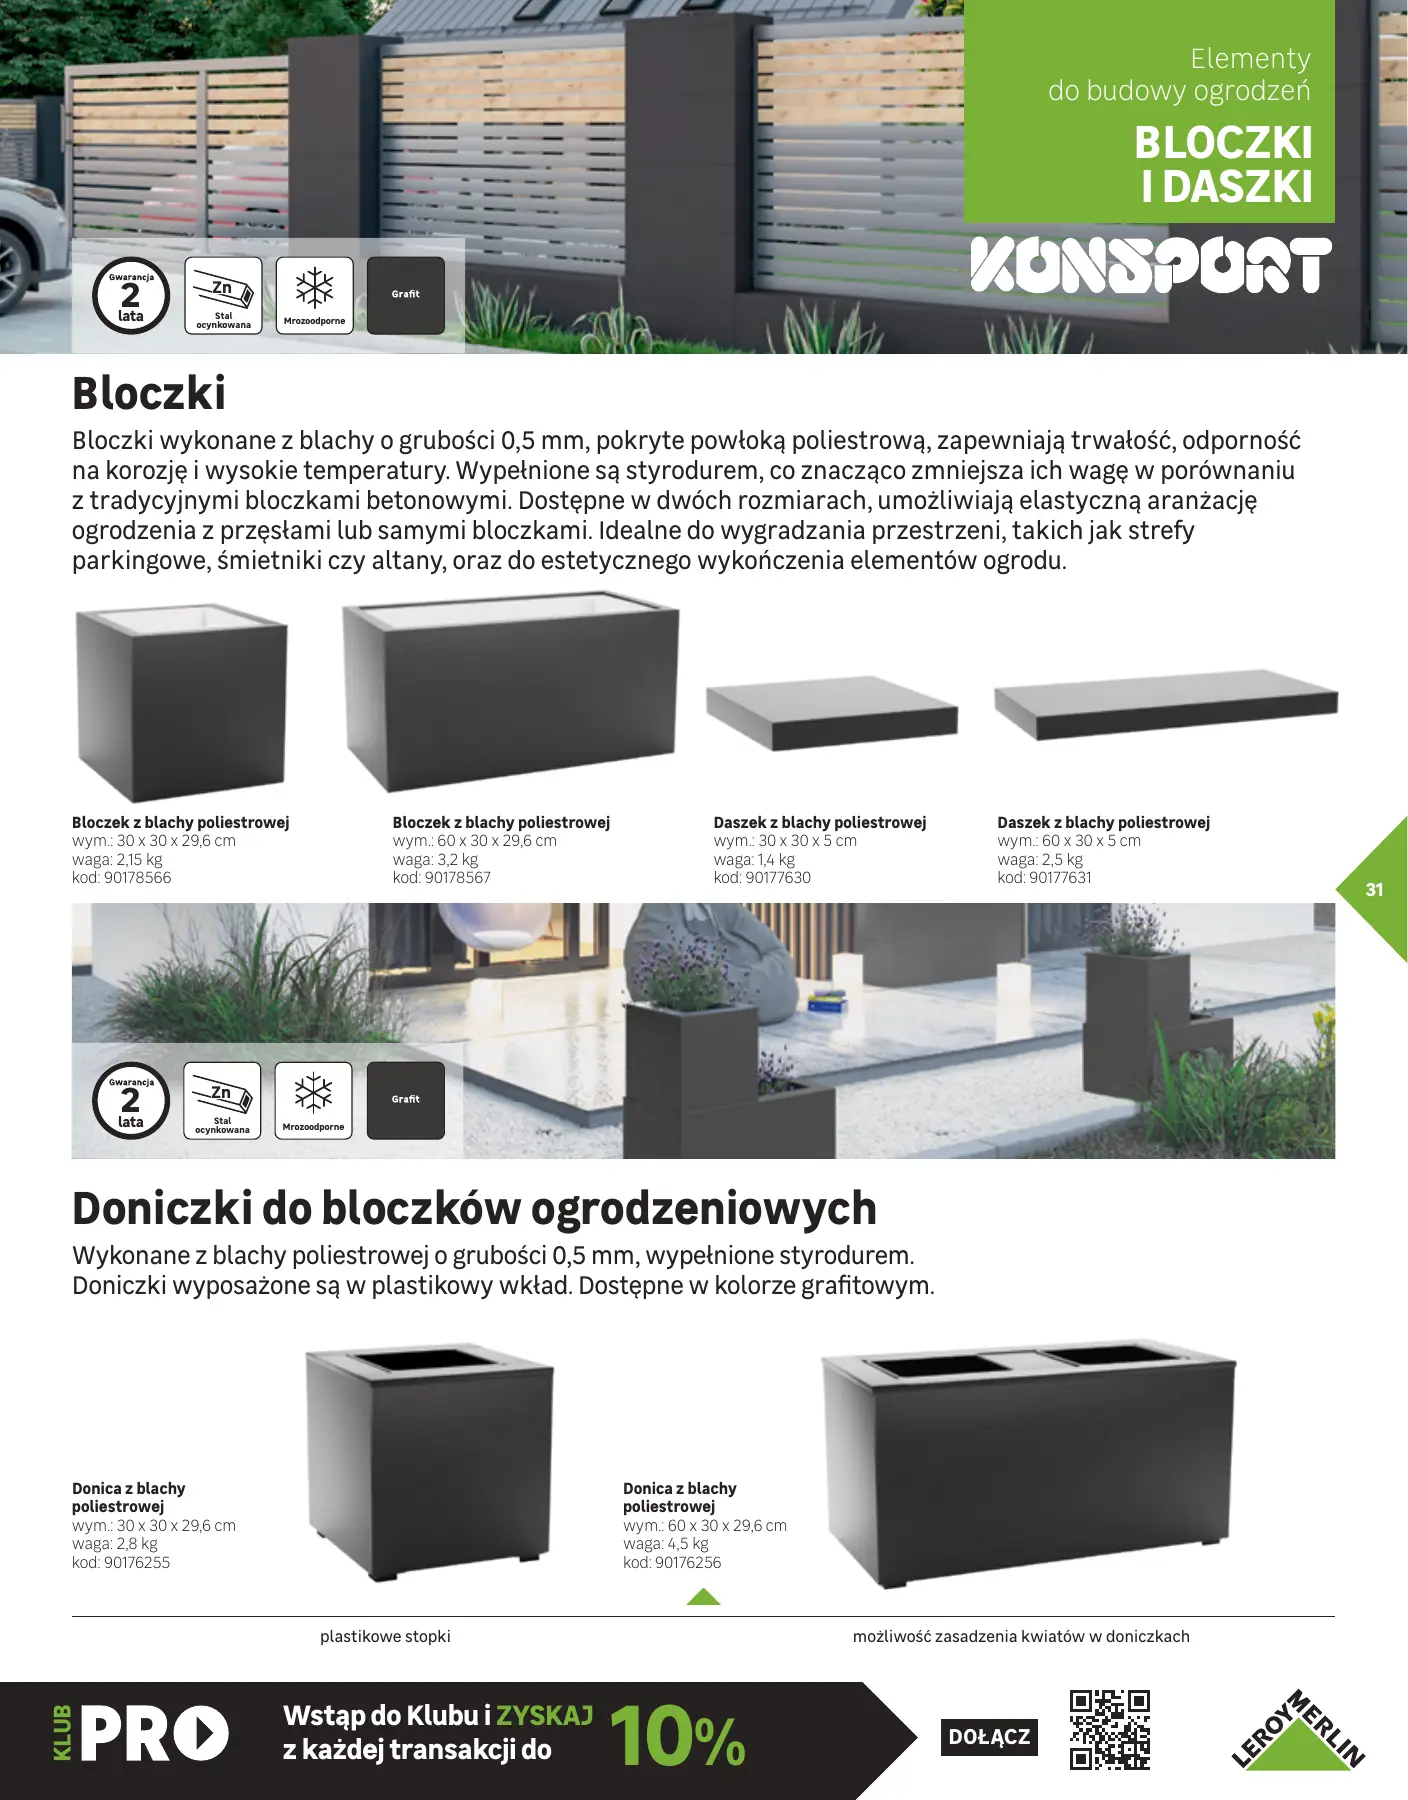 Elementy
do budowy ogrodzeń
BLOCZKI
I DASZKI
KONSPORT
Gwarancja
2
lata
Zn
Stal
ocynkowana
Mrozoodporne
Grafit
Bloczki
Bloczki wykonane z blachy o grubości 0,5 mm, pokryte powłoką poliestrową, zapewniają trwałość, odporność
na korozję i wysokie temperatury. Wypełnione są styrodurem, co znacząco zmniejsza ich wagę w porównaniu
z tradycyjnymi bloczkami betonowymi. Dostępne w dwóch rozmiarach, umożliwiają elastyczną aranżację
ogrodzenia z przęsłami lub samymi bloczkami. Idealne do wygradzania przestrzeni, takich jak strefy
parkingowe, śmietniki czy altany, oraz do estetycznego wykończenia elementów ogrodu.
Bloczek z blachy poliestrowej
wym.: 30 x 30 x 29,6 cm
waga: 2,15 kg
kod: 90178566
Bloczek z blachy poliestrowej
wym.: 60 x 30 x 29,6 cm
waga: 3,2 kg
kod: 90178567
Daszek z blachy poliestrowej
wym.: 30 x 30 x 5 cm
waga: 1,4 kg
kod: 90177630
Daszek z blachy poliestrowej
wym.: 60 x 30 x 5 cm
waga: 2,5 kg
kod: 90177631
31
Gwarancja
2
lata
Zn
Stal
ocynkowana
Mrozoodporne
Grafit
Doniczki do bloczków ogrodzeniowych
Wykonane z blachy poliestrowej o grubości 0,5 mm, wypełnione styrodurem.
Doniczki wyposażone są w plastikowy wkład. Dostępne w kolorze grafitowym.
Donica z blachy
poliestrowej
wym.: 30 x 30 x 29,6 cm
waga: 2,8 kg
kod: 90176255
Donica z blachy
poliestrowej
wym.: 60 x 30 x 29,6 cm
waga: 4,5 kg
kod: 90176256
plastikowe stopki
możliwość zasadzenia kwiatów w doniczkach
KLUB
PRO
Wstąp do Klubu i ZYSKAJ
z każdej transakcji do
10%
DOŁĄCZ
LEROY MERLIN